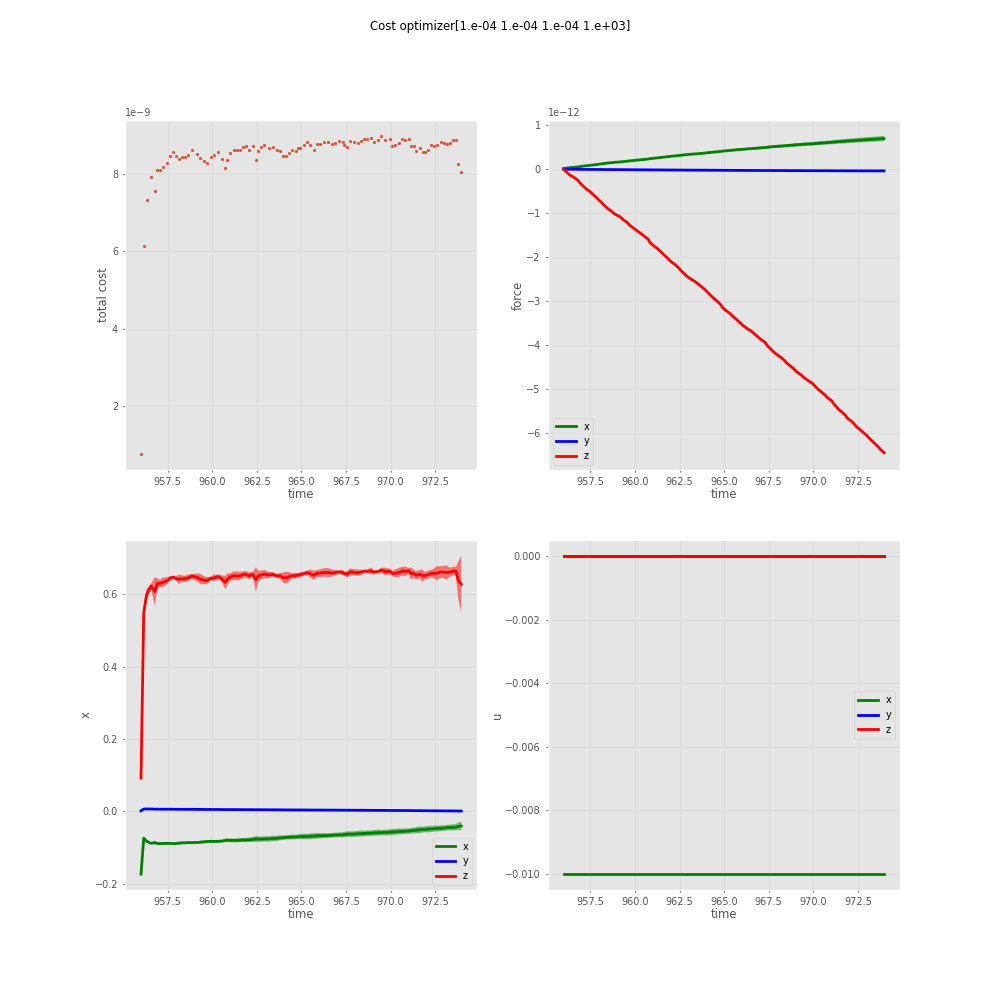 Cost optimizer[1.e-04 1.e-04 1.e-04 1.e+03]
1e−9
8
6
4
2
total cost
957.5 960.0 962.5 965.0 967.5 970.0 972.5
time
1e−12
1
0
−1
−2
−3
−4
−5
−6
force
x
y
z
957.5 960.0 962.5 965.0 967.5 970.0 972.5
time
0.6
0.4
0.2
0.0
−0.2
x
x
y
z
957.5 960.0 962.5 965.0 967.5 970.0 972.5
time
0.000
−0.002
−0.004
−0.006
−0.008
−0.010
u
x
y
z
957.5 960.0 962.5 965.0 967.5 970.0 972.5
time